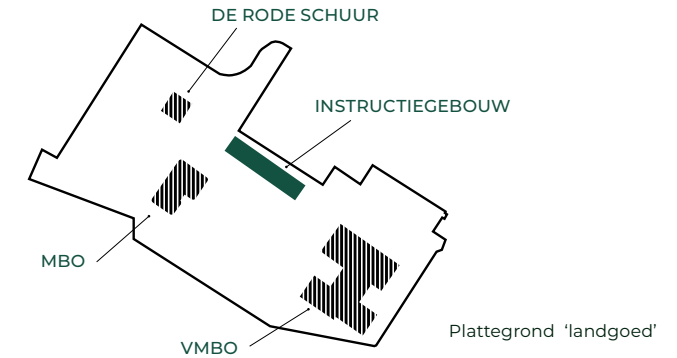 DE RODE SCHUUR
INSTRUCTIEGEBOUW
MBO
Plattegrond ‘landgoed’
VMBO